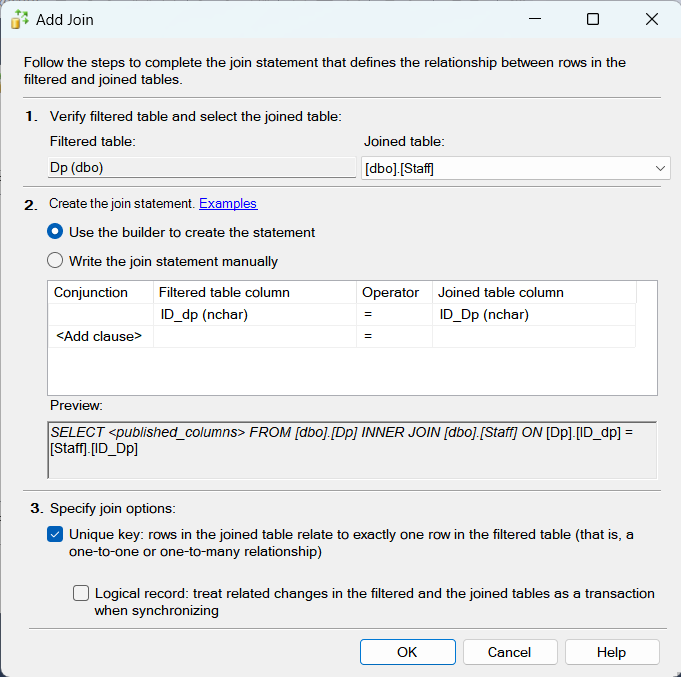 Add Join
Follow the steps to complete the join statement that defines the relationship between rows in the
filtered and joined tables.
1. Verify filtered table and select the joined table:
Filtered table:
Joined table:
Dp (dbo)
[dbo].[Staff]
2. Create the join statement. Examples
Use the builder to create the statement
Write the join statement manually
Conjunction Filtered table column Operator Joined table column
ID_dp (nchar) = ID_Dp (nchar)
<Add clause> =
Preview:
SELECT <published_columns> FROM [dbo].[Dp] INNER JOIN [dbo].[Staff] ON [Dp].[ID_dp] =
[Staff].[ID_Dp]
3. Specify join options:
Unique key: rows in the joined table relate to exactly one row in the filtered table (that is, a
one-to-one or one-to-many relationship)
Logical record: treat related changes in the filtered and the joined tables as a transaction
when synchronizing
OK Cancel Help